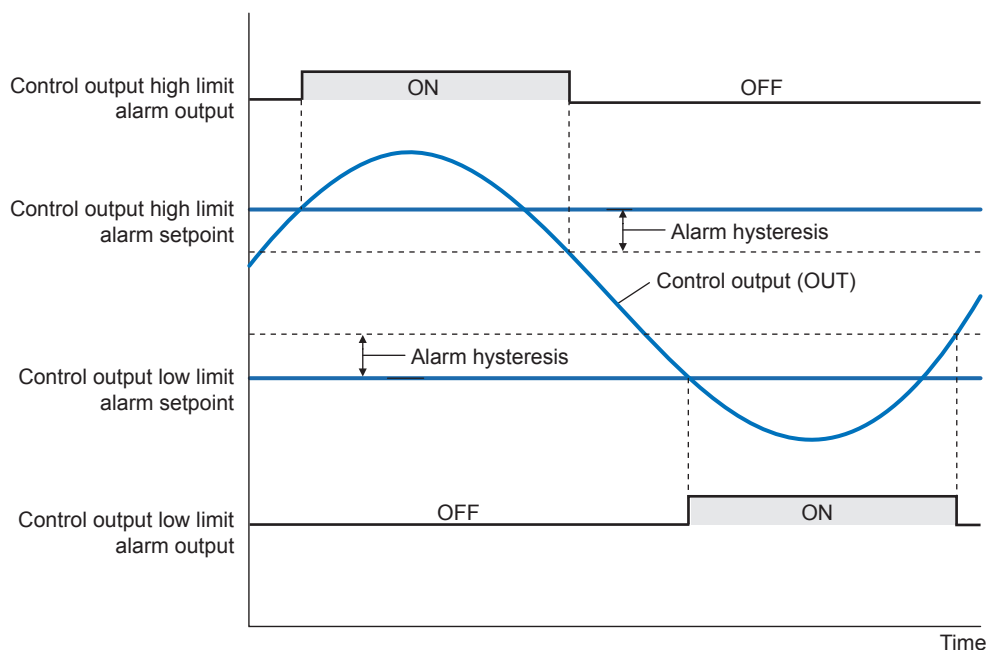 Control output high limit
alarm output
ON
OFF
Control output high limit
alarm setpoint
Alarm hysteresis
Control output (OUT)
Alarm hysteresis
Control output low limit
alarm setpoint
Control output low limit
alarm output
OFF
ON
Time